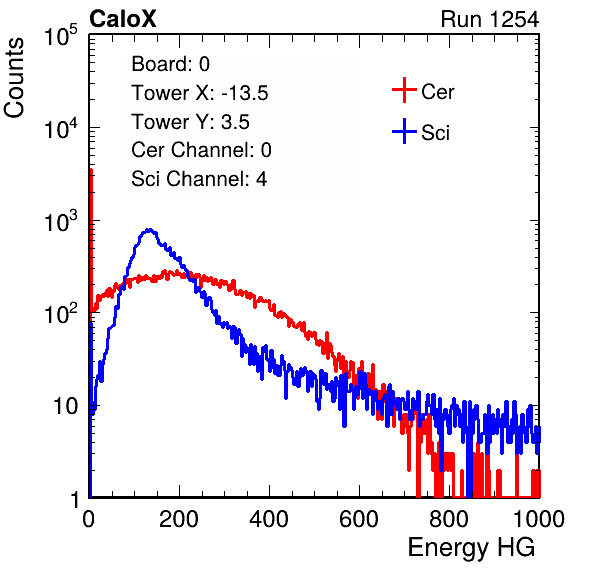 CaloX Run 1254
Counts
Board: 0
Tower X: -13.5
Tower Y: 3.5
Cer Channel: 0
Sci Channel: 4
Cer
Sci
10^5
10^4
10^3
10^2
10
1
0 200 400 600 800 1000
Energy HG